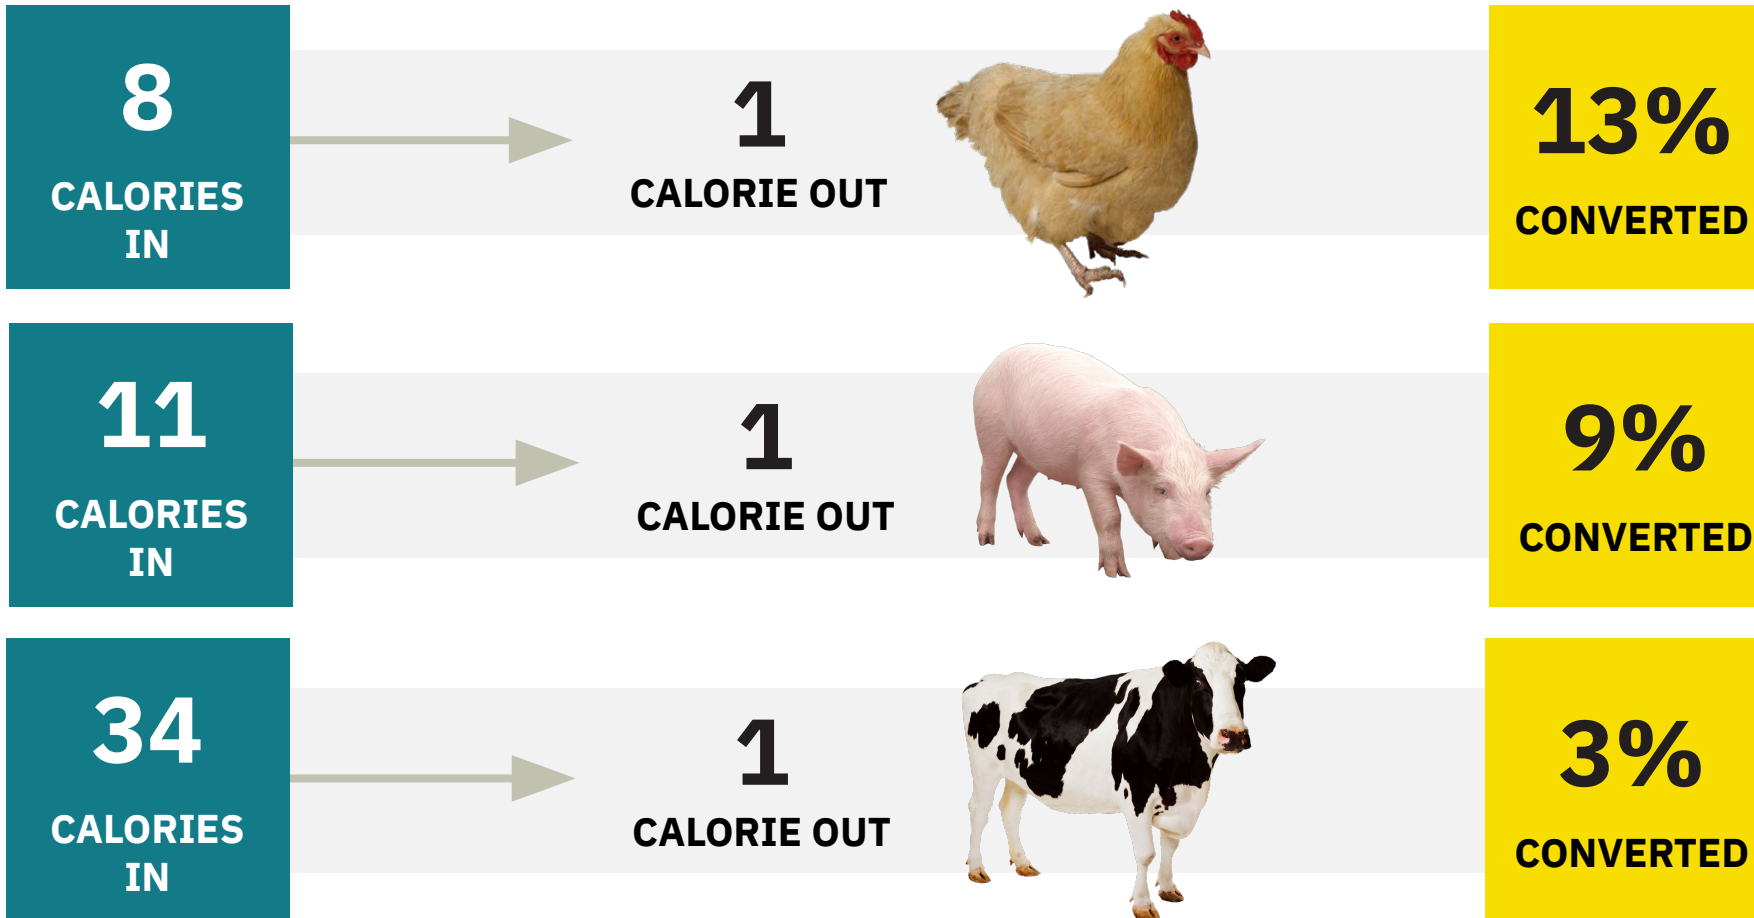 8
CALORIES
IN
1
CALORIE OUT
13%
CONVERTED
11
CALORIES
IN
1
CALORIE OUT
9%
CONVERTED
34
CALORIES
IN
1
CALORIE OUT
3%
CONVERTED